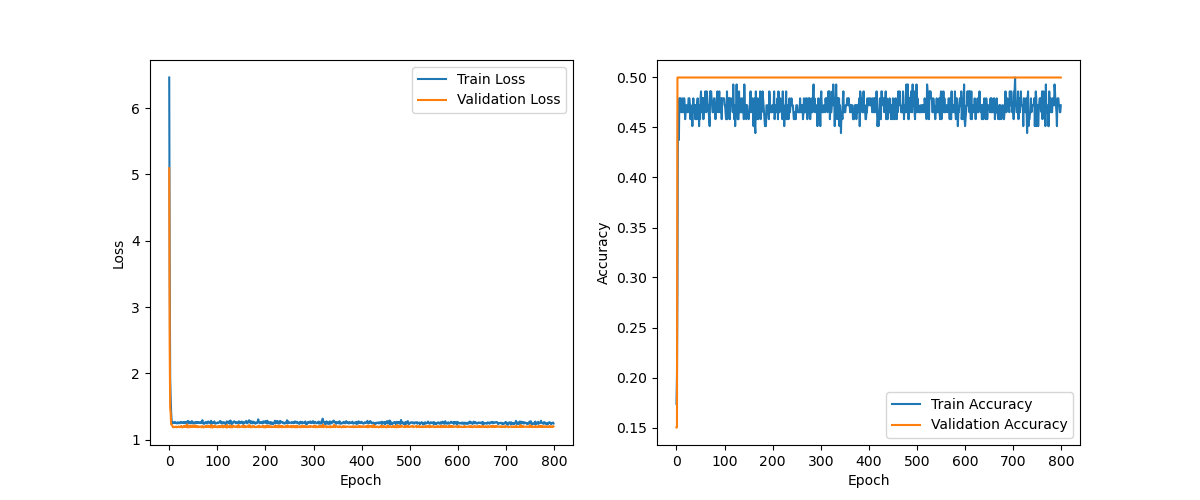 Train Loss
Validation Loss
6
5
4
3
2
1
Loss
0 100 200 300 400 500 600 700 800
Epoch
0.50
0.45
0.40
0.35
0.30
0.25
0.20
0.15
Accuracy
Train Accuracy
Validation Accuracy
0 100 200 300 400 500 600 700 800
Epoch